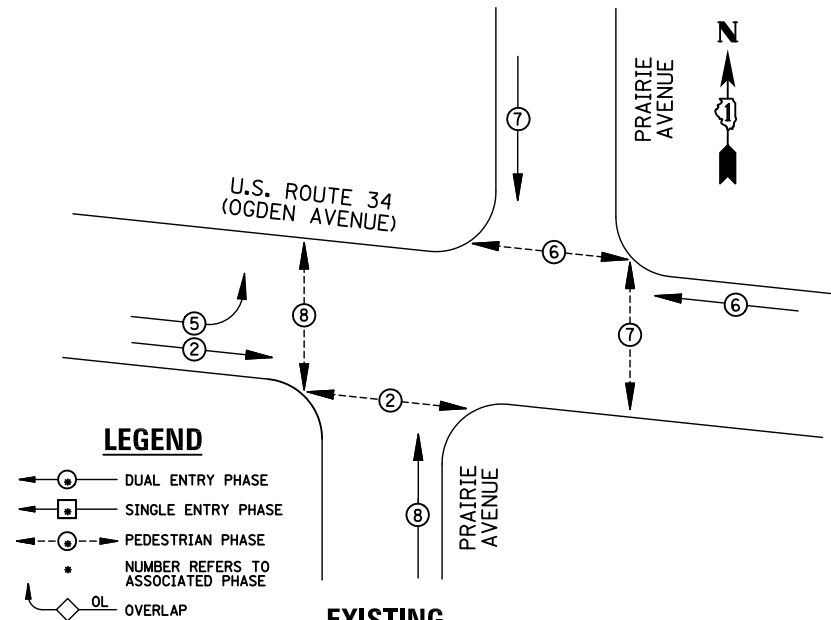 N
1
PRAIRIE
AVENUE
7
U.S. ROUTE 34
(OGDEN AVENUE)
6
6
5
8
7
2
2
8
PRAIRIE
AVENUE
LEGEND
* DUAL ENTRY PHASE
* SINGLE ENTRY PHASE
* PEDESTRIAN PHASE
* NUMBER REFERS TO
ASSOCIATED PHASE
OL OVERLAP
EXISTING